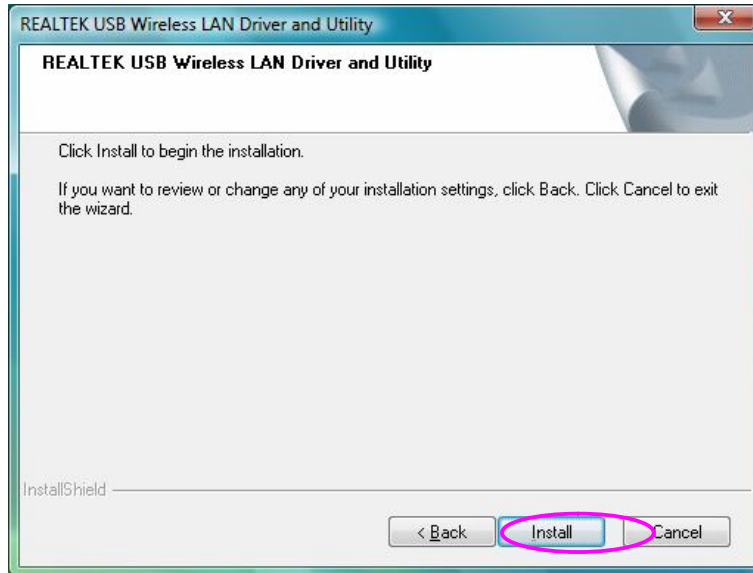 REALTEK USB Wireless LAN Driver and Utility
X
REALTEK USB Wireless LAN Driver and Utility
Click Install to begin the installation.
If you want to review or change any of your installation settings, click Back. Click Cancel to exit
the wizard.
InstallShield
< Back Install Cancel